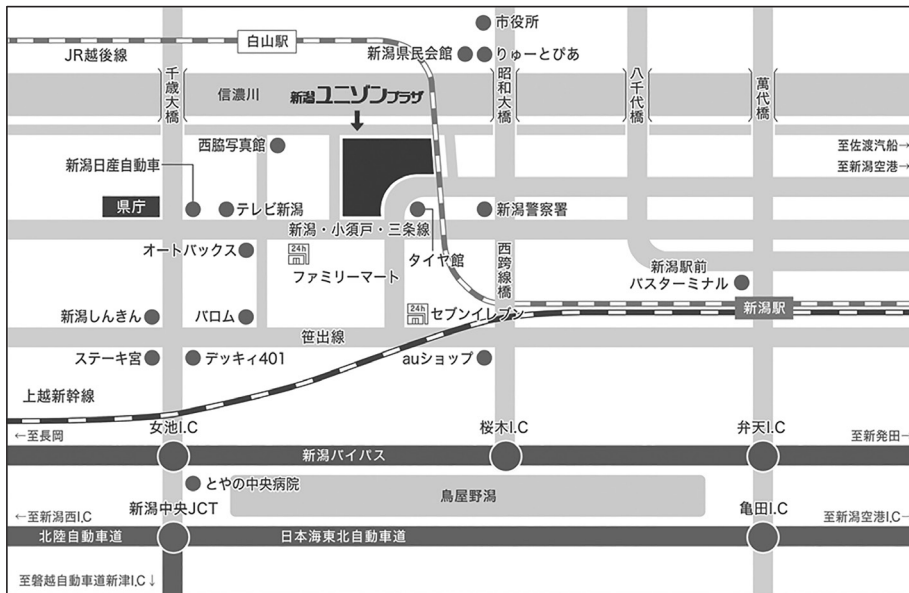 市役所
白山駅
新潟県民会館
りゅーとぴあ
JR越後線
千歳大橋
昭和大橋
八千代橋
萬代橋
信濃川
新潟ユニゾンプラザ
西脇写真館
至佐渡汽船→
新潟日産自動車
至新潟空港→
県庁
テレビ新潟
新潟警察署
新潟・小須戸・三条線
オートバックス
24h
タイヤ館
西跨線橋
ファミリーマート
新潟駅前
バスターミナル
新潟駅
新潟しんきん
バロム
24h
セブンイレブン
笹出線
ステーキ宮
デッキィ401
auショップ
上越新幹線
女池I.C
桜木I.C
弁天I.C
←至長岡
至新発田→
新潟バイパス
とやの中央病院
鳥屋野潟
新潟中央JCT
亀田I.C
←至新潟西I.C
至新潟空港I.C→
北陸自動車道
日本海東北自動車道
至磐越自動車道新津I.C↓